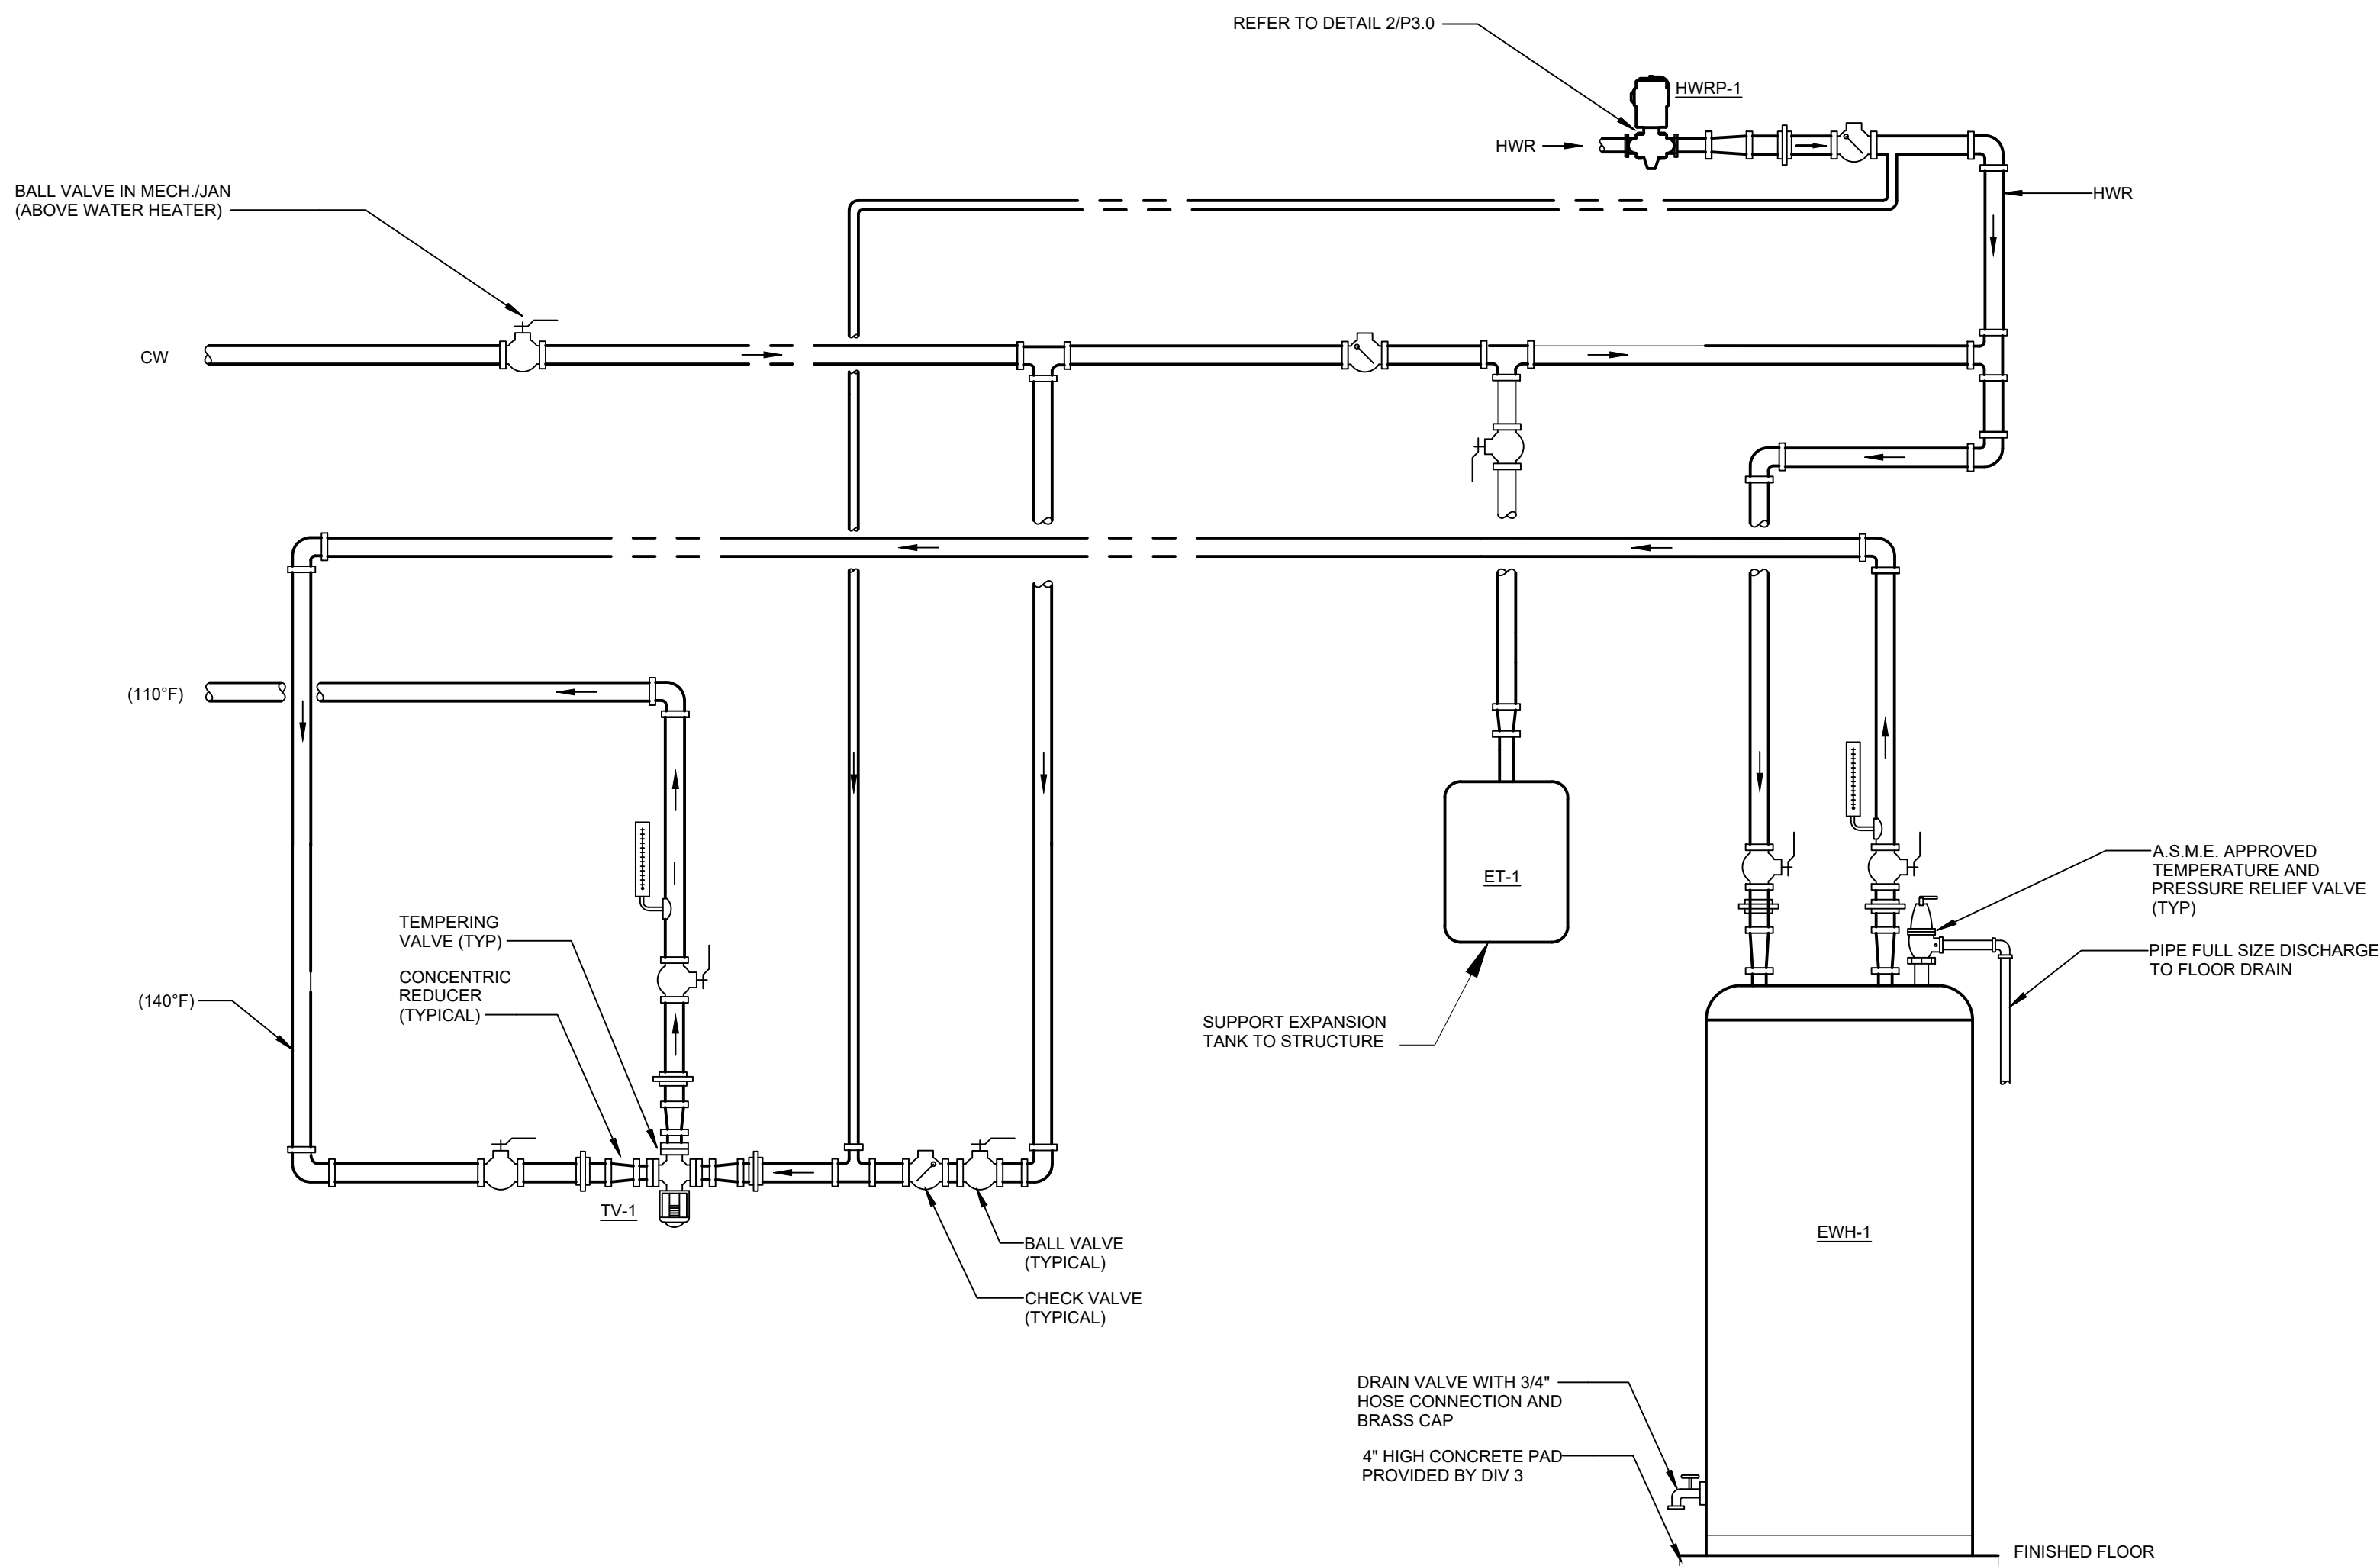 REFER TO DETAIL 2/P3.0
HWRP-1
HWR
BALL VALVE IN MECH./JAN
(ABOVE WATER HEATER)
HWR
CW
(110°F)
ET-1
A.S.M.E. APPROVED
TEMPERATURE AND
PRESSURE RELIEF VALVE
(TYP)
TEMPERING
VALVE (TYP)
PIPE FULL SIZE DISCHARGE
TO FLOOR DRAIN
CONCENTRIC
REDUCER
(TYPICAL)
(140°F)
SUPPORT EXPANSION
TANK TO STRUCTURE
TV-1
EWH-1
BALL VALVE
(TYPICAL)
CHECK VALVE
(TYPICAL)
DRAIN VALVE WITH 3/4"
HOSE CONNECTION AND
BRASS CAP
4" HIGH CONCRETE PAD
PROVIDED BY DIV 3
FINISHED FLOOR